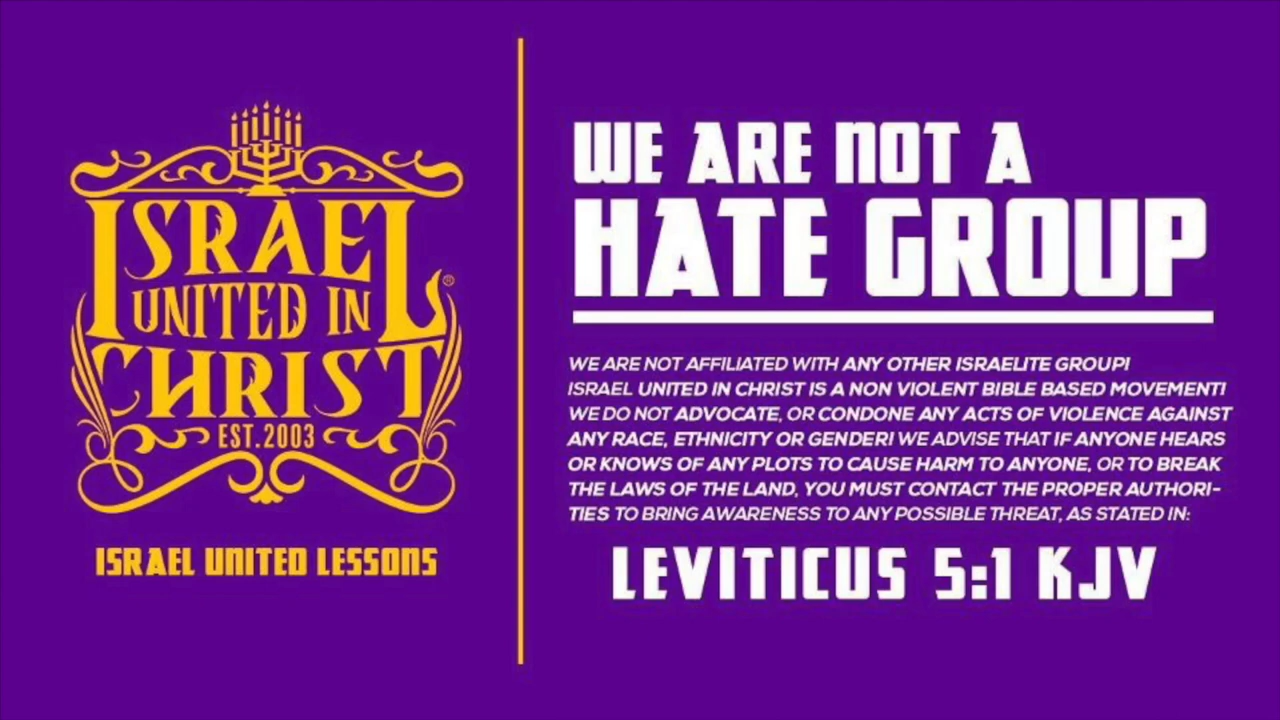 ISRAEL
UNITED IN
CHRIST
EST.2003
®
ISRAEL UNITED LESSONS
WE ARE NOT A
HATE GROUP
WE ARE NOT AFFILIATED WITH ANY OTHER ISRAELITE GROUP!
ISRAEL UNITED IN CHRIST IS A NON VIOLENT BIBLE BASED MOVEMENT!
WE DO NOT ADVOCATE, OR CONDONE ANY ACTS OF VIOLENCE AGAINST
ANY RACE, ETHNICITY OR GENDER! WE ADVISE THAT IF ANYONE HEARS
OR KNOWS OF ANY PLOTS TO CAUSE HARM TO ANYONE, OR TO BREAK
THE LAWS OF THE LAND, YOU MUST CONTACT THE PROPER AUTHORI-
TIES TO BRING AWARENESS TO ANY POSSIBLE THREAT, AS STATED IN:
LEVITICUS 5:1 KJV